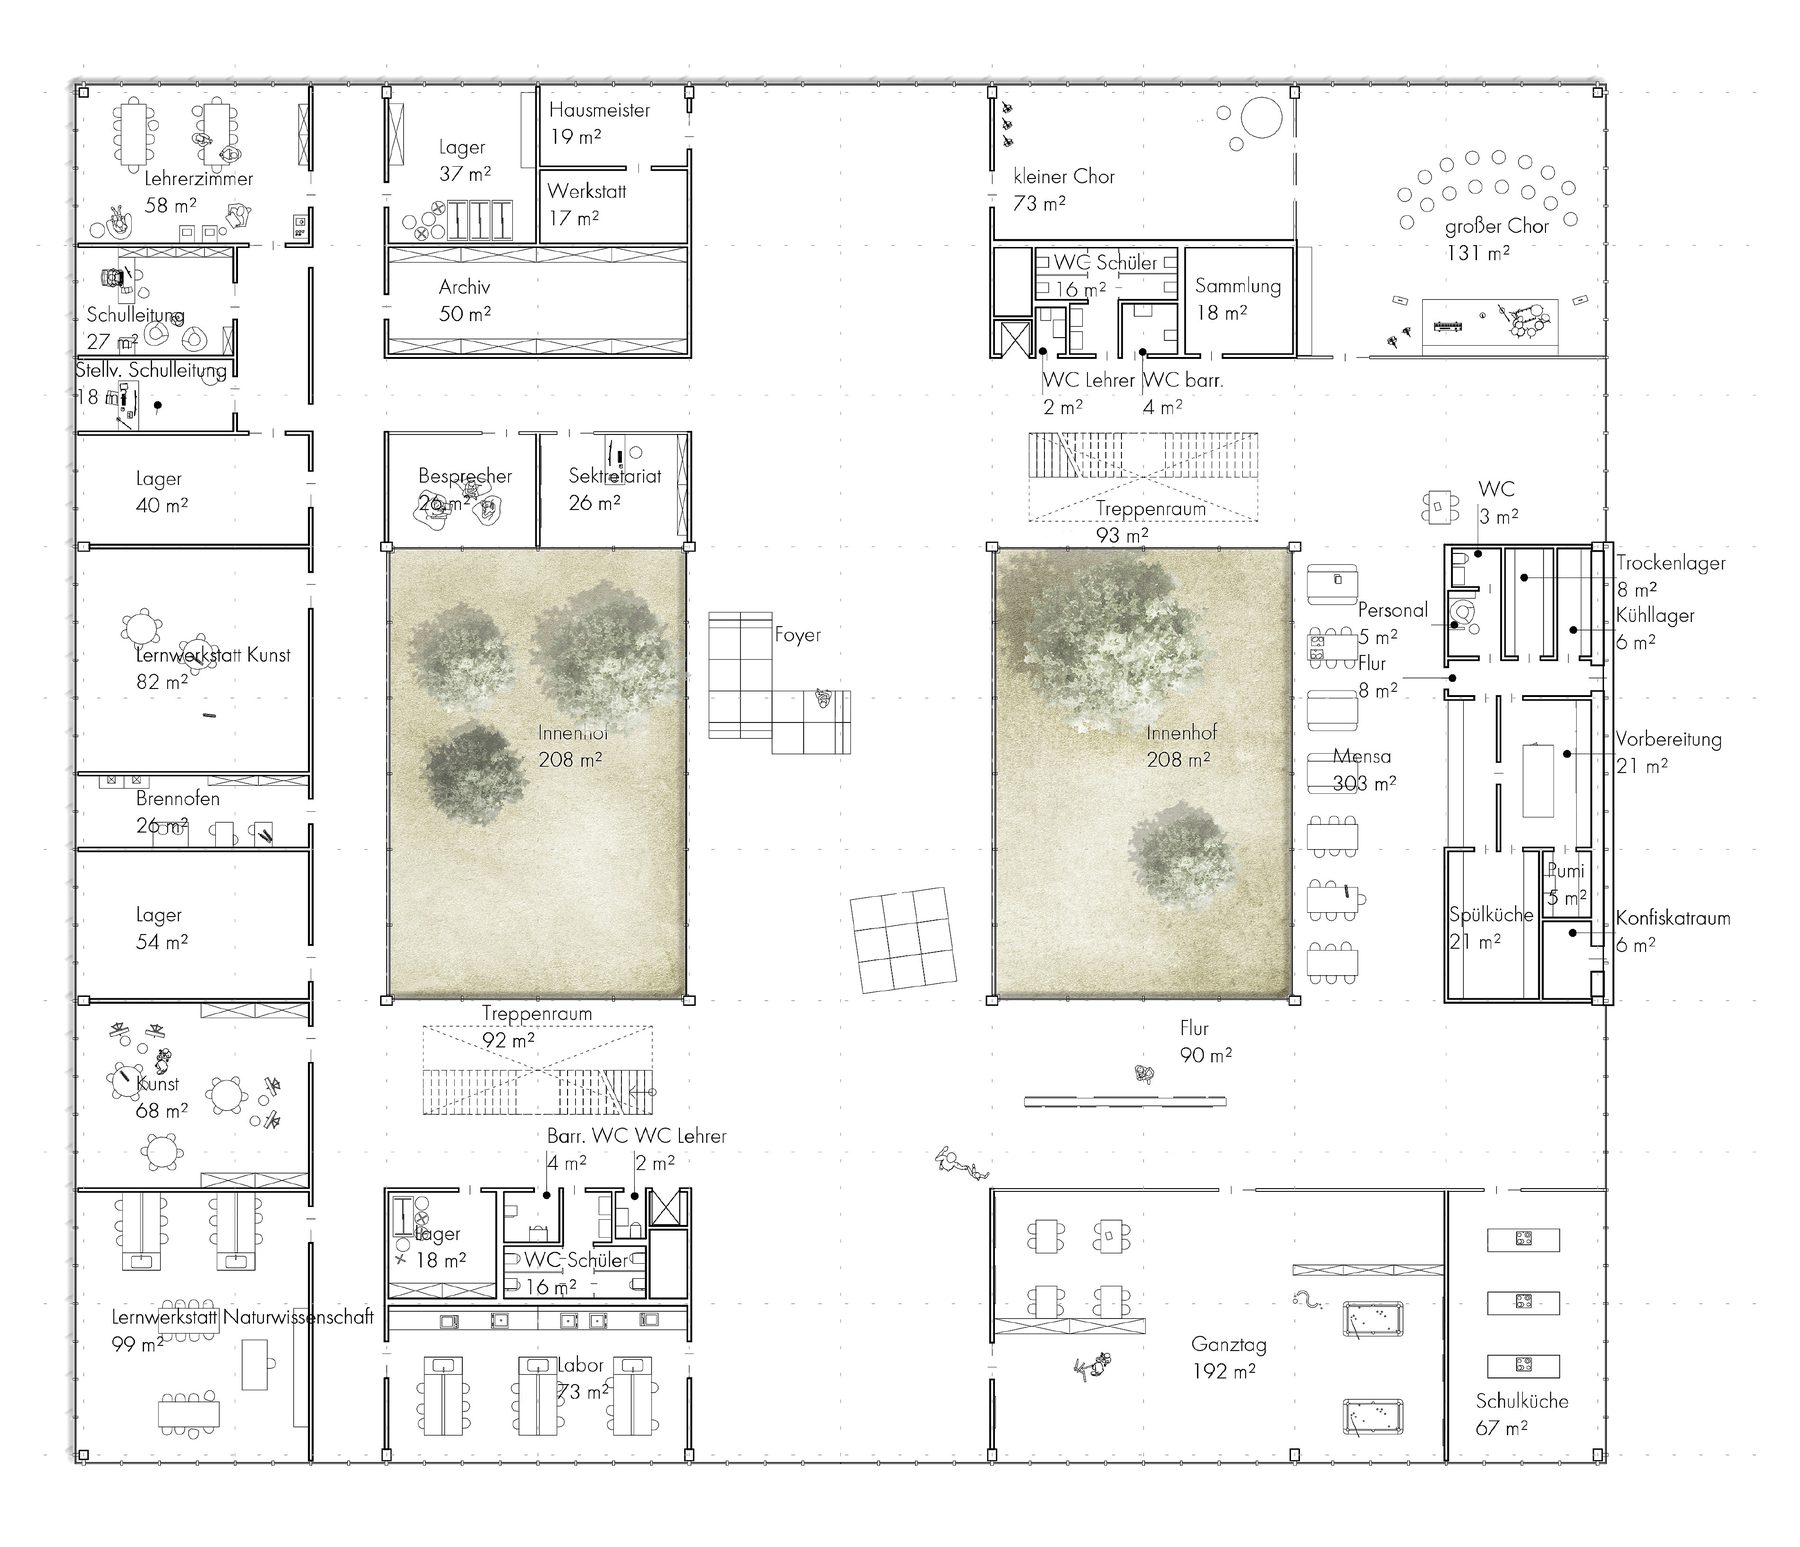 Lehrerzimmer
58 m²
Lager
37 m²
Hausmeister
19 m²
Werkstatt
17 m²
kleiner Chor
73 m²
großer Chor
131 m²
Schulleitung
27 m²
Archiv
50 m²
WC Schüler
16 m²
Sammlung
18 m²
Stellv. Schulleitung
18
WC Lehrer
2 m²
WC barr.
4 m²
Lager
40 m²
Besprecher
26 m²
Sektretariat
26 m²
Treppenraum
93 m²
WC
3 m²
Trockenlager
8 m²
Kühllager
6 m²
Personal
5 m²
Flur
8 m²
Lernwerkstatt Kunst
82 m²
Foyer
Innenhof
208 m²
Innenhof
208 m²
Mensa
303 m²
Vorbereitung
21 m²
Brennofen
26 m²
Lager
54 m²
Pumi
5 m²
Spülküche
21 m²
Konfiskatraum
6 m²
Treppenraum
92 m²
Flur
90 m²
Kunst
68 m²
Barr. WC
4 m²
WC Lehrer
2 m²
Lager
18 m²
WC Schüler
16 m²
Lernwerkstatt Naturwissenschaft
99 m²
Labor
73 m²
Ganztag
192 m²
Schulküche
67 m²